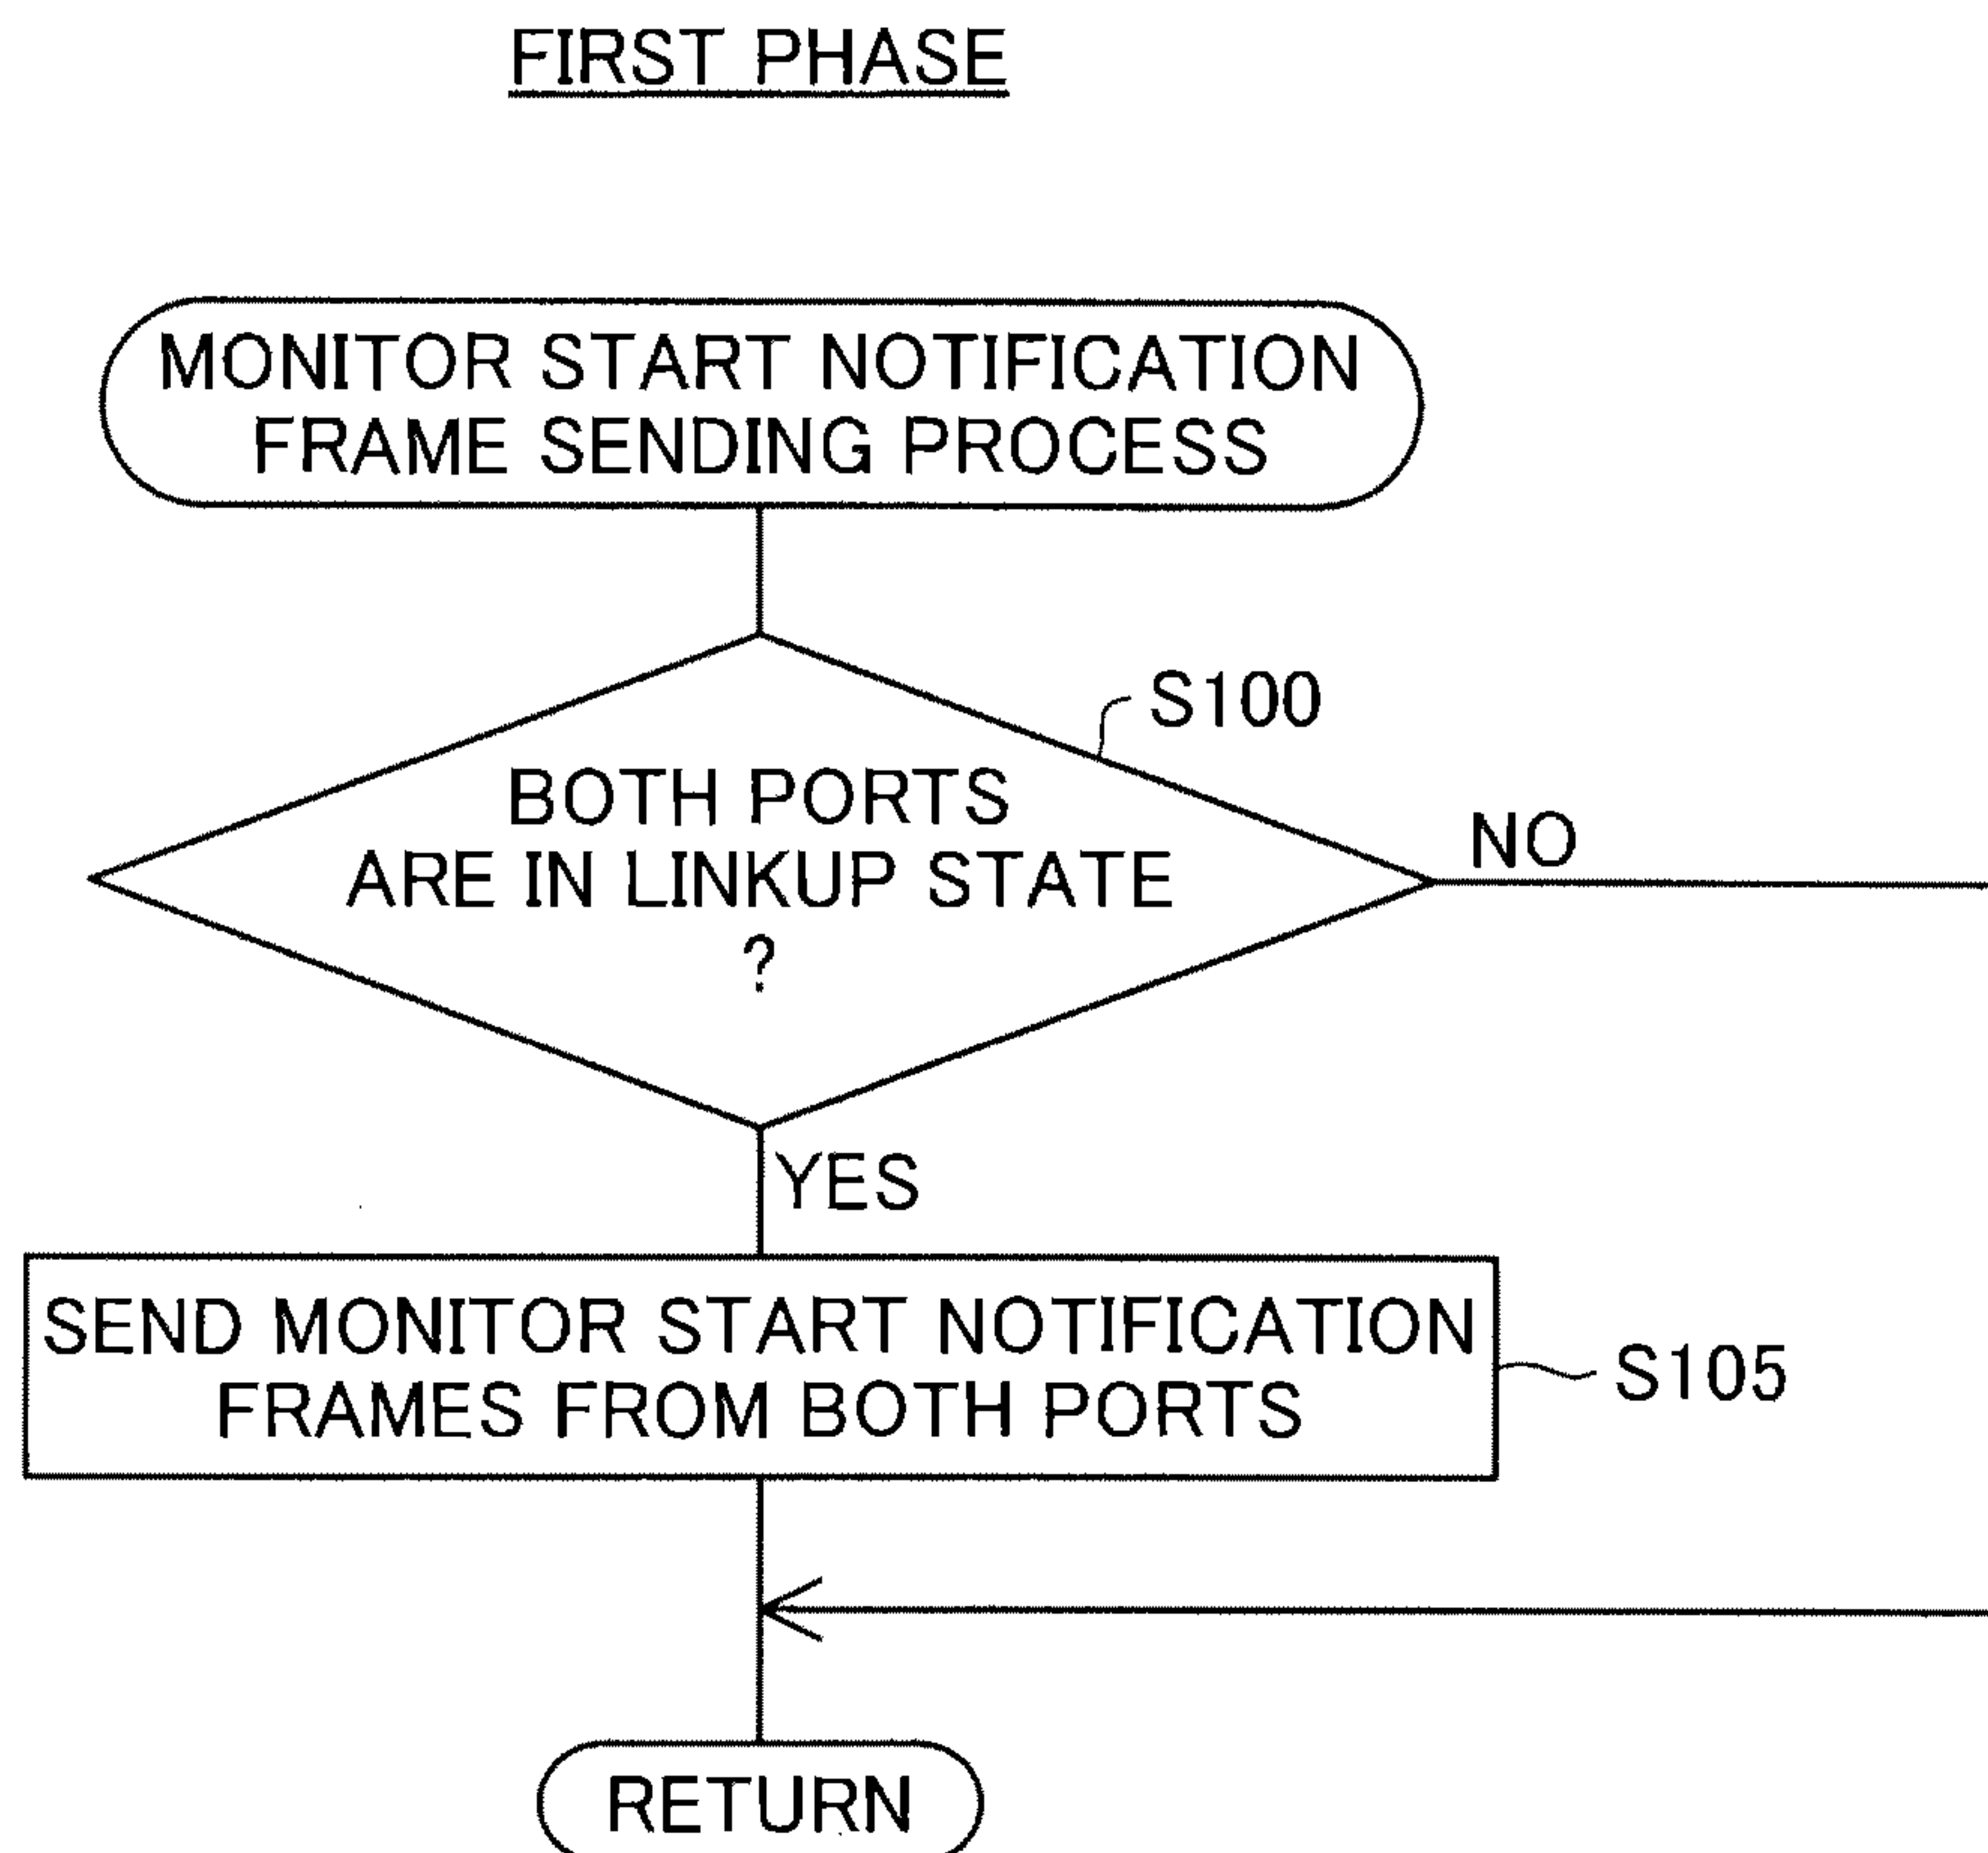 FIRST PHASE
MONITOR START NOTIFICATION
FRAME SENDING PROCESS
S100
BOTH PORTS
ARE IN LINKUP STATE
?
NO
YES
SEND MONITOR START NOTIFICATION
FRAMES FROM BOTH PORTS
S105
RETURN